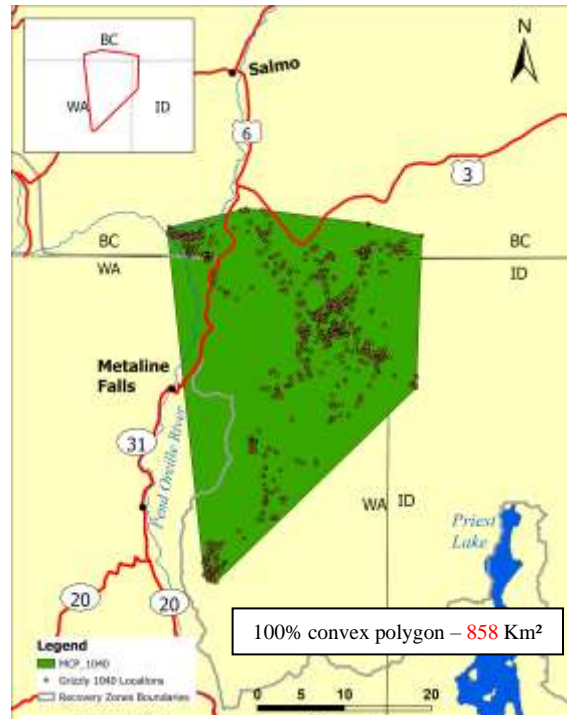 BC
WA
ID
Salmo
N
6
3
BC
WA
BC
ID
Metaline
Falls
31
Pend Oreille River
WA
ID
Priest
Lake
20
20
100% convex polygon – 858 Km²
Legend
MCP_1040
Grizzly 1040 Locations
Recovery Zones Boundaries
0 5 10 20